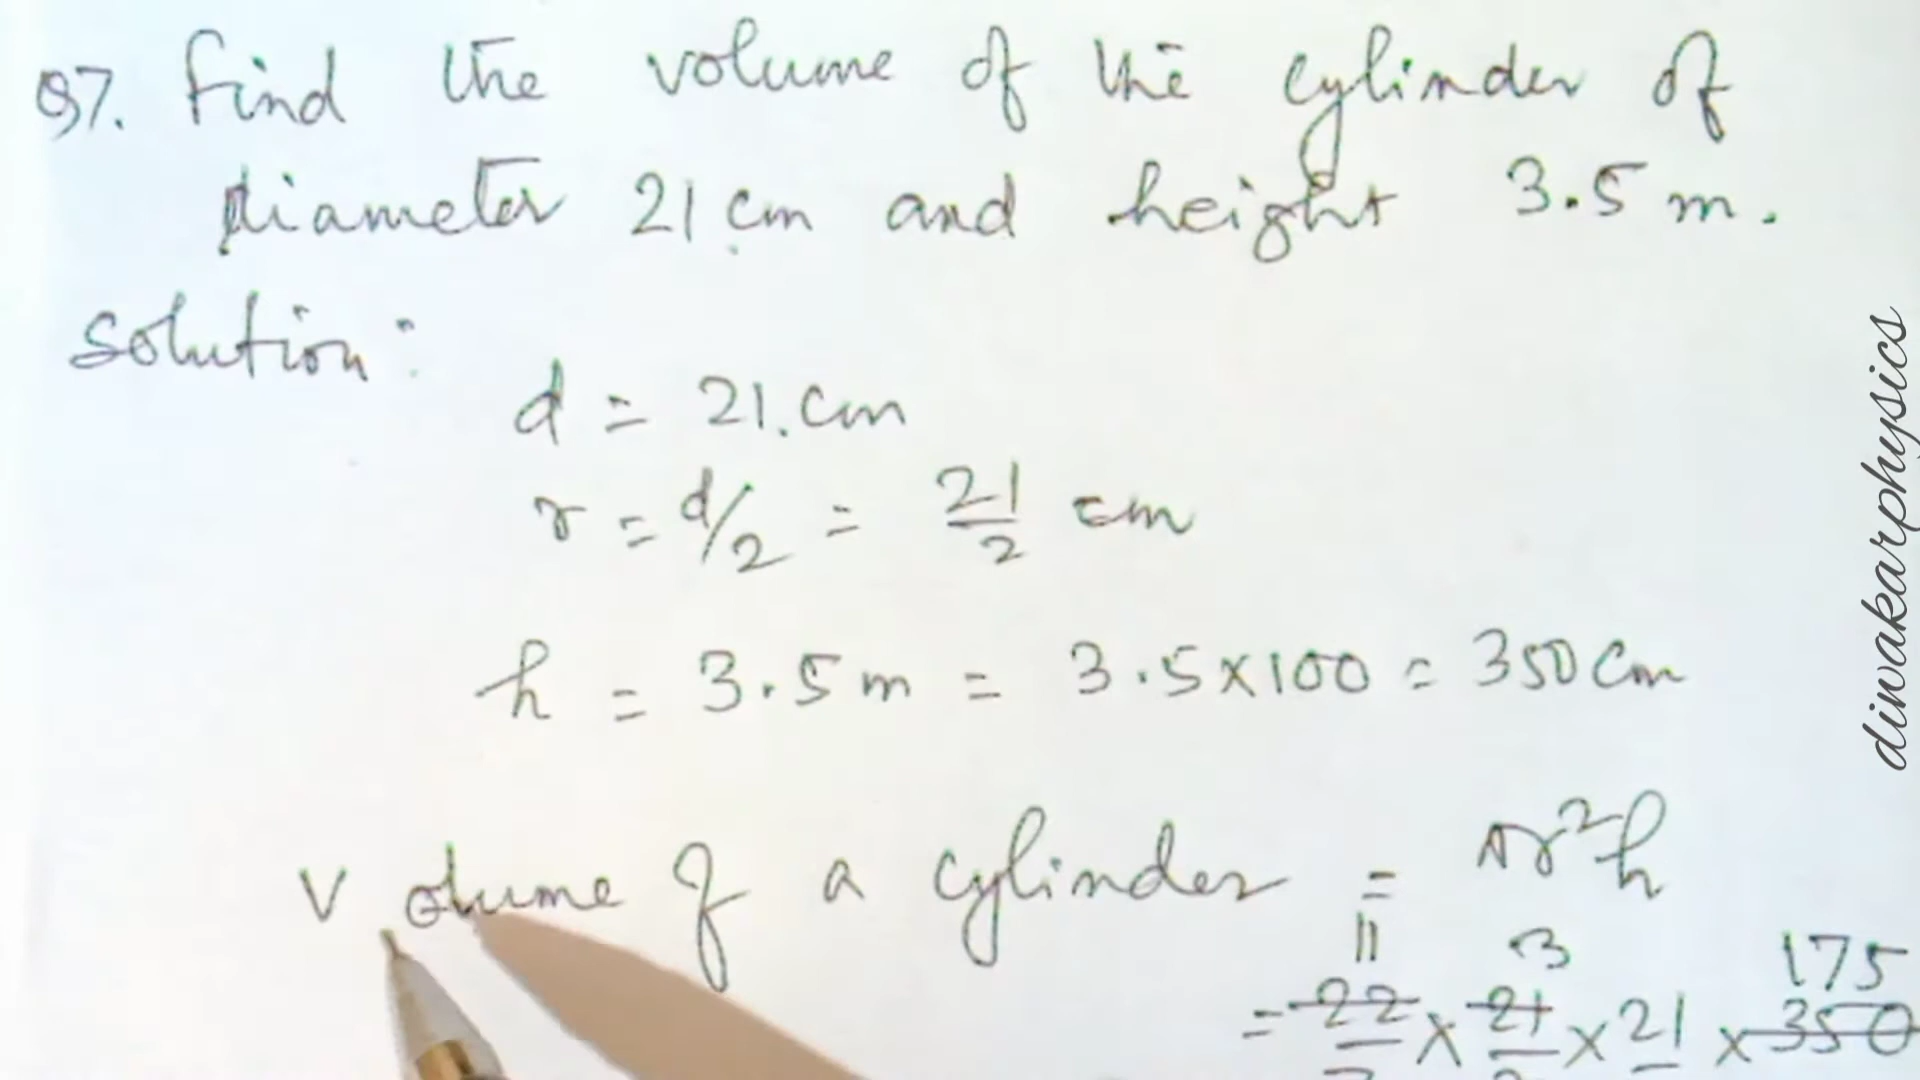 Q7. Find the volume of the cylinder of
diameter 21 cm and height 3.5 m.
Solution:
d = 21. cm
r = d/2 = 21/2 cm
h = 3.5 m = 3.5 x 100 = 350 cm
Volume of a cylinder = πr²h
11 3 175
= 22 x 21 x 21 x 350
diwakarphysics